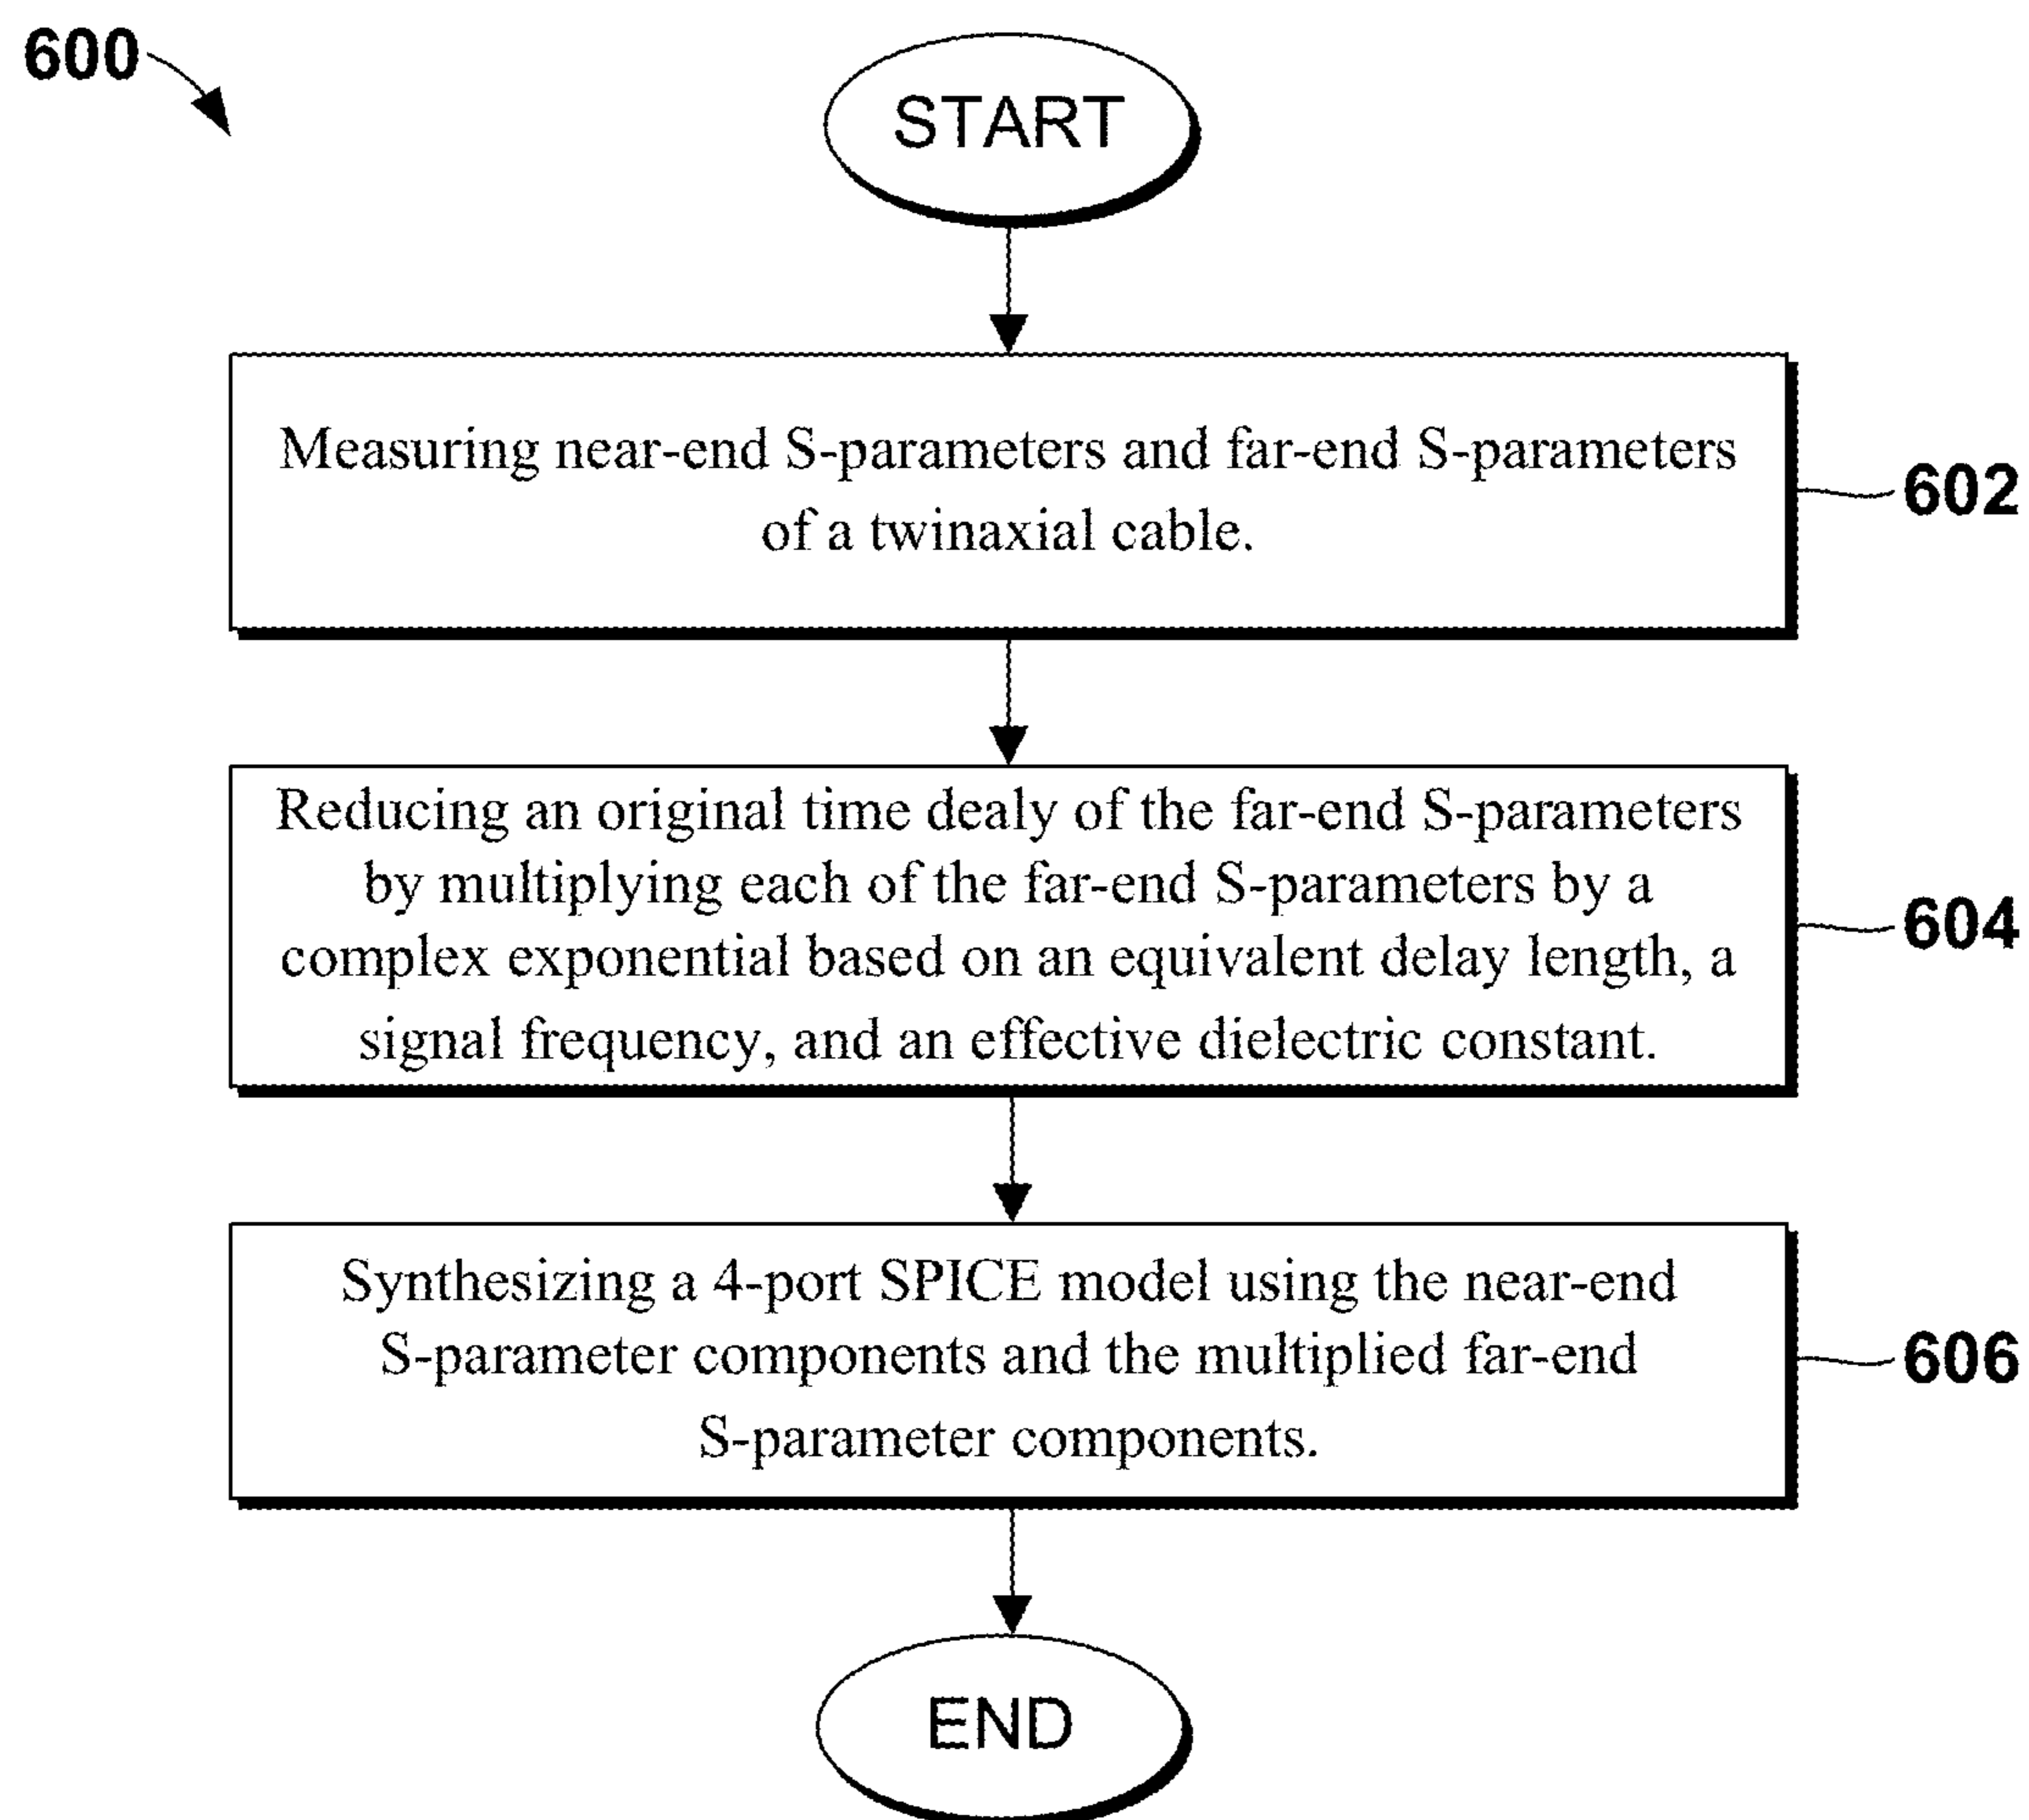 600
START
Measuring near-end S-parameters and far-end S-parameters
of a twinaxial cable.
602
Reducing an original time dealy of the far-end S-parameters
by multiplying each of the far-end S-parameters by a
complex exponential based on an equivalent delay length, a
signal frequency, and an effective dielectric constant.
604
Synthesizing a 4-port SPICE model using the near-end
S-parameter components and the multiplied far-end
S-parameter components.
606
END